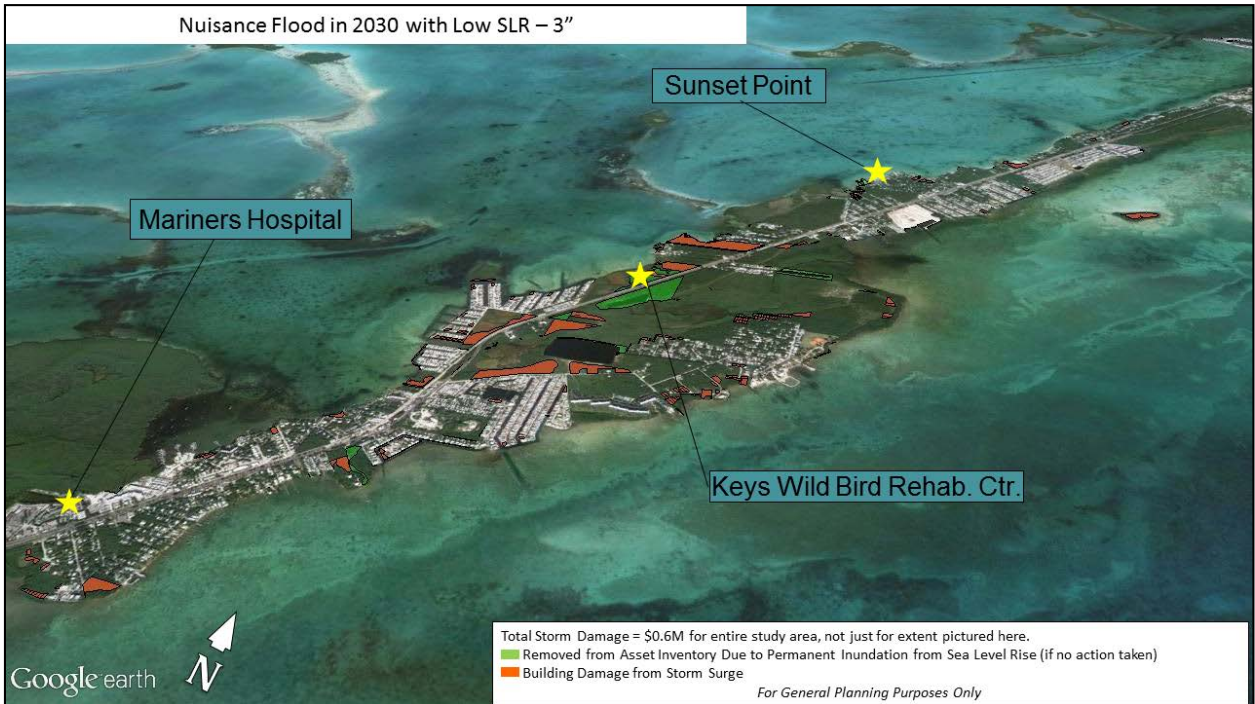 Nuisance Flood in 2030 with Low SLR – 3”
Sunset Point
Mariners Hospital
Keys Wild Bird Rehab. Ctr.
Total Storm Damage = $0.6M for entire study area, not just for extent pictured here.
Removed from Asset Inventory Due to Permanent Inundation from Sea Level Rise (if no action taken)
Building Damage from Storm Surge
For General Planning Purposes Only
Google earth
N